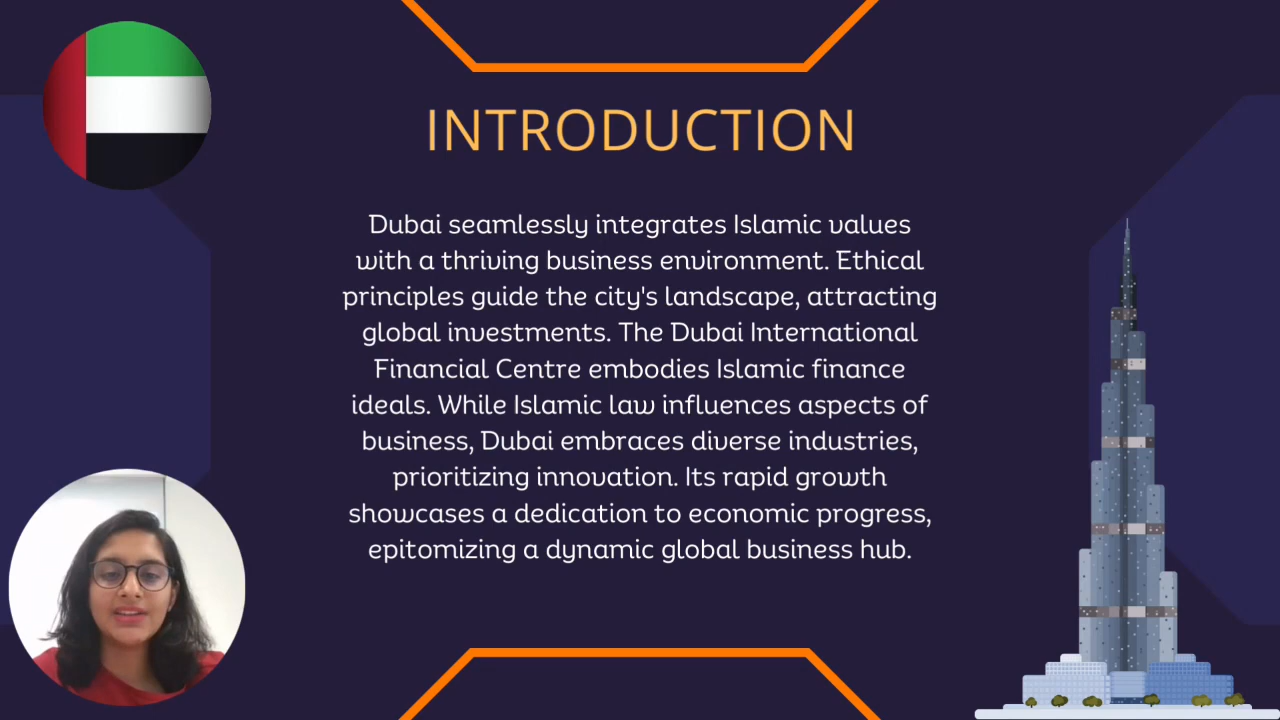 INTRODUCTION
Dubai seamlessly integrates Islamic values
with a thriving business environment. Ethical
principles guide the city's landscape, attracting
global investments. The Dubai International
Financial Centre embodies Islamic finance
ideals. While Islamic law influences aspects of
business, Dubai embraces diverse industries,
prioritizing innovation. Its rapid growth
showcases a dedication to economic progress,
epitomizing a dynamic global business hub.